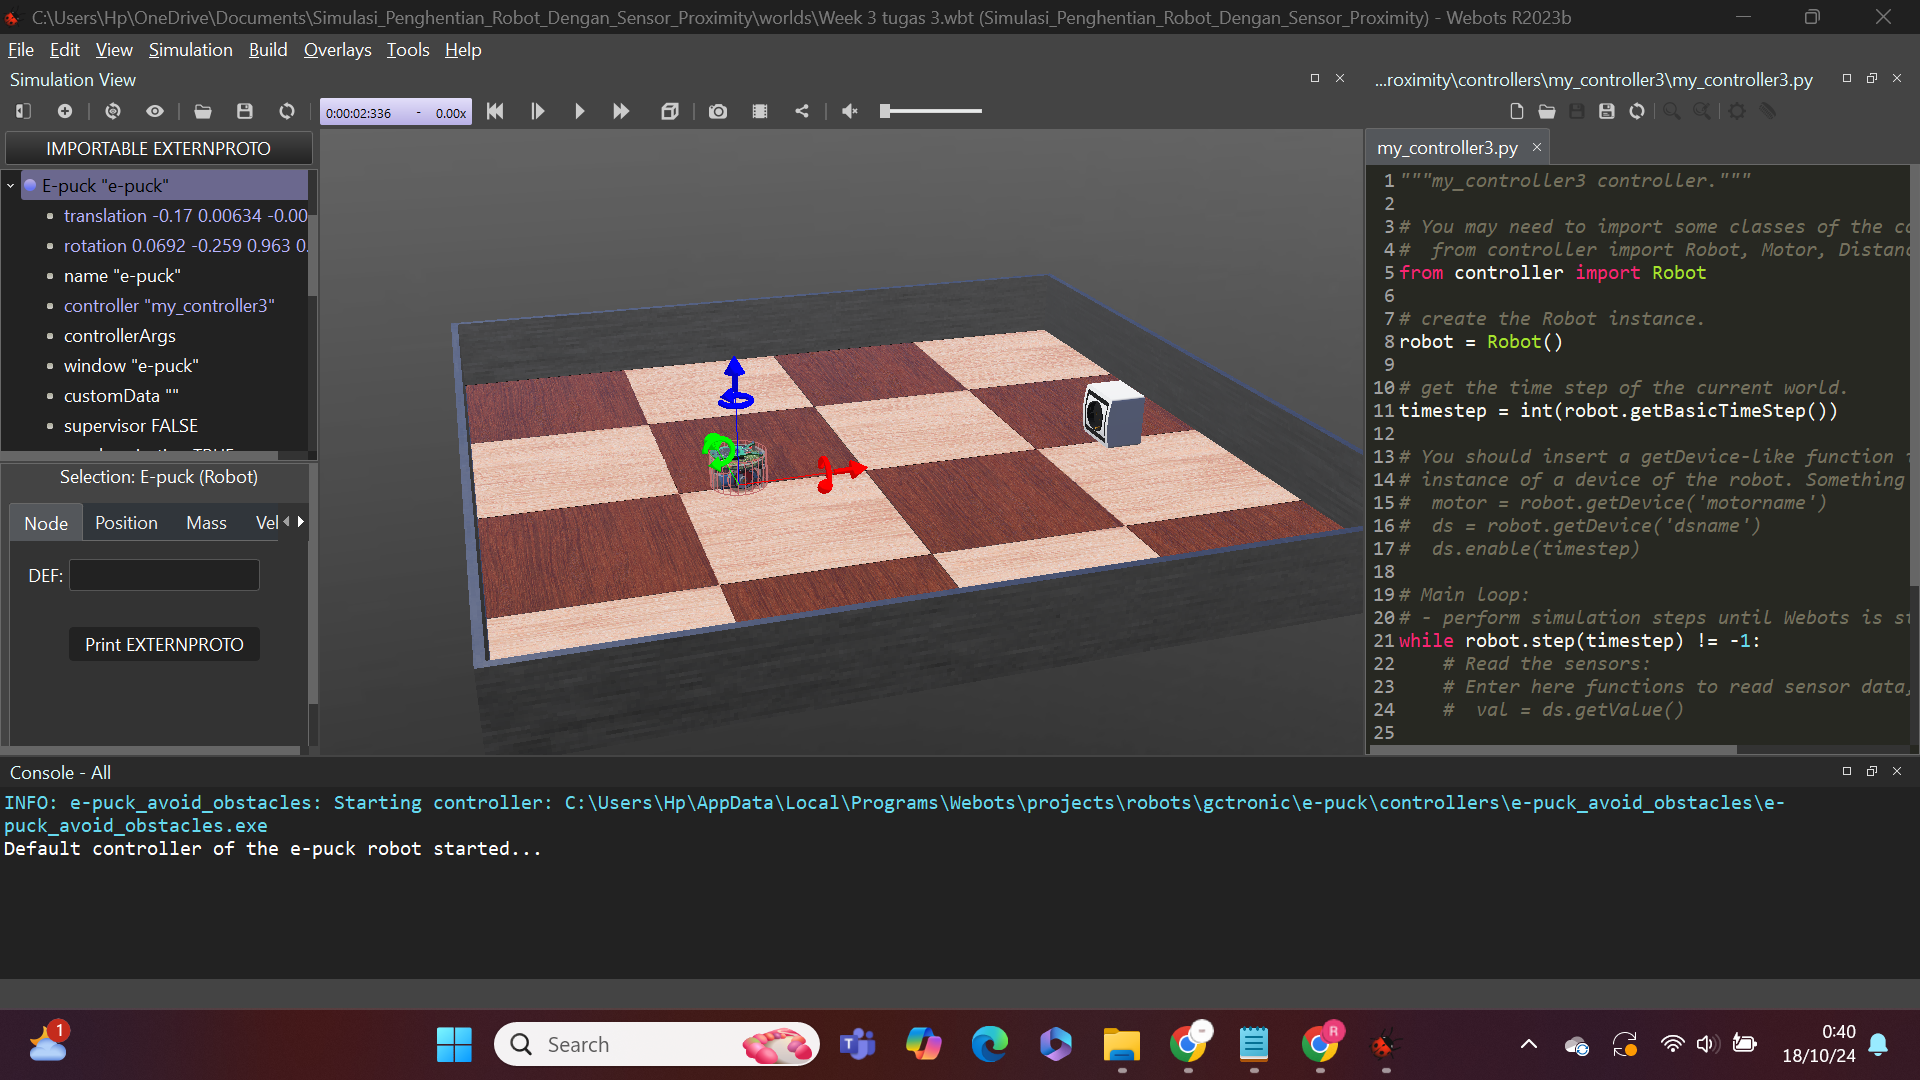 C:\Users\Hp\OneDrive\Documents\Simulasi_Penghentian_Robot_Dengan_Sensor_Proximity\worlds\Week 3 tugas 3.wbt (Simulasi_Penghentian_Robot_Dengan_Sensor_Proximity) - Webots R2023b
File Edit View Simulation Build Overlays Tools Help
Simulation View
...roximity\controllers\my_controller3\my_controller3.py
0:00:02:336 - 0.00x
IMPORTABLE EXTERNPROTO
E-puck "e-puck"
translation -0.17 0.00634 -0.00
rotation 0.0692 -0.259 0.963 0.
name "e-puck"
controller "my_controller3"
controllerArgs
window "e-puck"
customData ""
supervisor FALSE
Selection: E-puck (Robot)
Node Position Mass Vel
DEF:
Print EXTERNPROTO
my_controller3.py
1 """my_controller3 controller."""
2
3 # You may need to import some classes of the co
4 #  from controller import Robot, Motor, Distanc
5 from controller import Robot
6
7 # create the Robot instance.
8 robot = Robot()
9
10 # get the time step of the current world.
11 timestep = int(robot.getBasicTimeStep())
12
13 # You should insert a getDevice-like function
14 # instance of a device of the robot. Something
15 #  motor = robot.getDevice('motorname')
16 #  ds = robot.getDevice('dsname')
17 #  ds.enable(timestep)
18
19 # Main loop:
20 # - perform simulation steps until Webots is st
21 while robot.step(timestep) != -1:
22     # Read the sensors:
23     # Enter here functions to read sensor data,
24     #  val = ds.getValue()
25
Console - All
INFO: e-puck_avoid_obstacles: Starting controller: C:\Users\Hp\AppData\Local\Programs\Webots\projects\robots\gctronic\e-puck\controllers\e-puck_avoid_obstacles\e-
puck_avoid_obstacles.exe
Default controller of the e-puck robot started...
1
Search
R
0:40
18/10/24